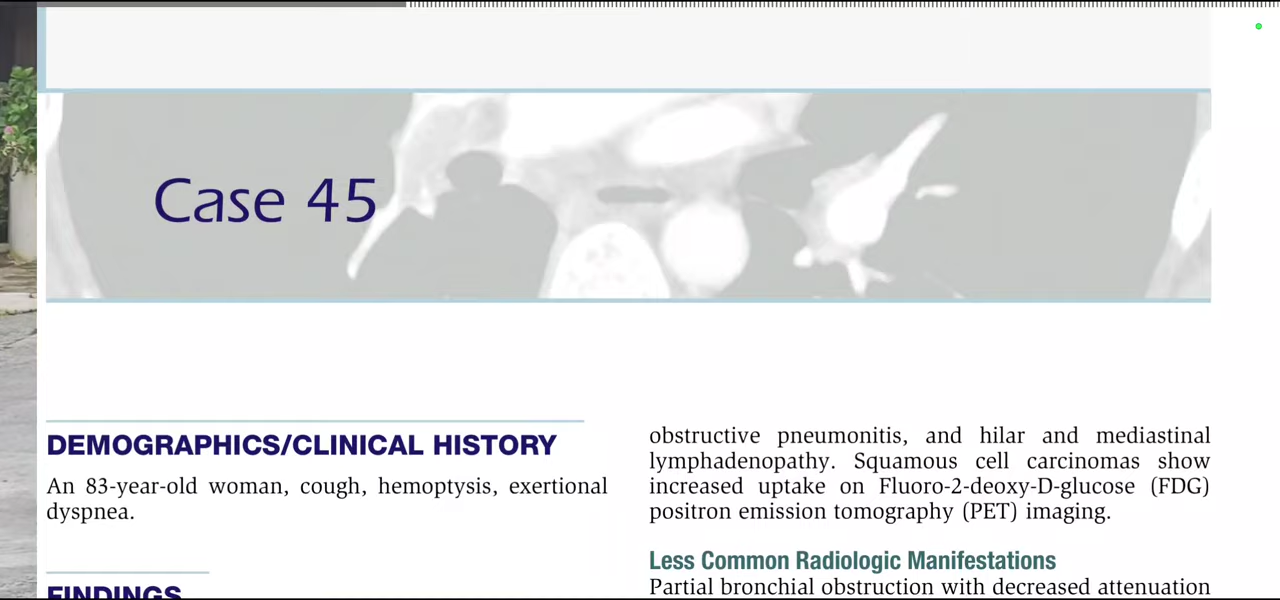 Case 45
DEMOGRAPHICS/CLINICAL HISTORY
An 83-year-old woman, cough, hemoptysis, exertional
dyspnea.
FINDINGS
obstructive pneumonitis, and hilar and mediastinal
lymphadenopathy. Squamous cell carcinomas show
increased uptake on Fluoro-2-deoxy-D-glucose (FDG)
positron emission tomography (PET) imaging.
Less Common Radiologic Manifestations
Partial bronchial obstruction with decreased attenuation